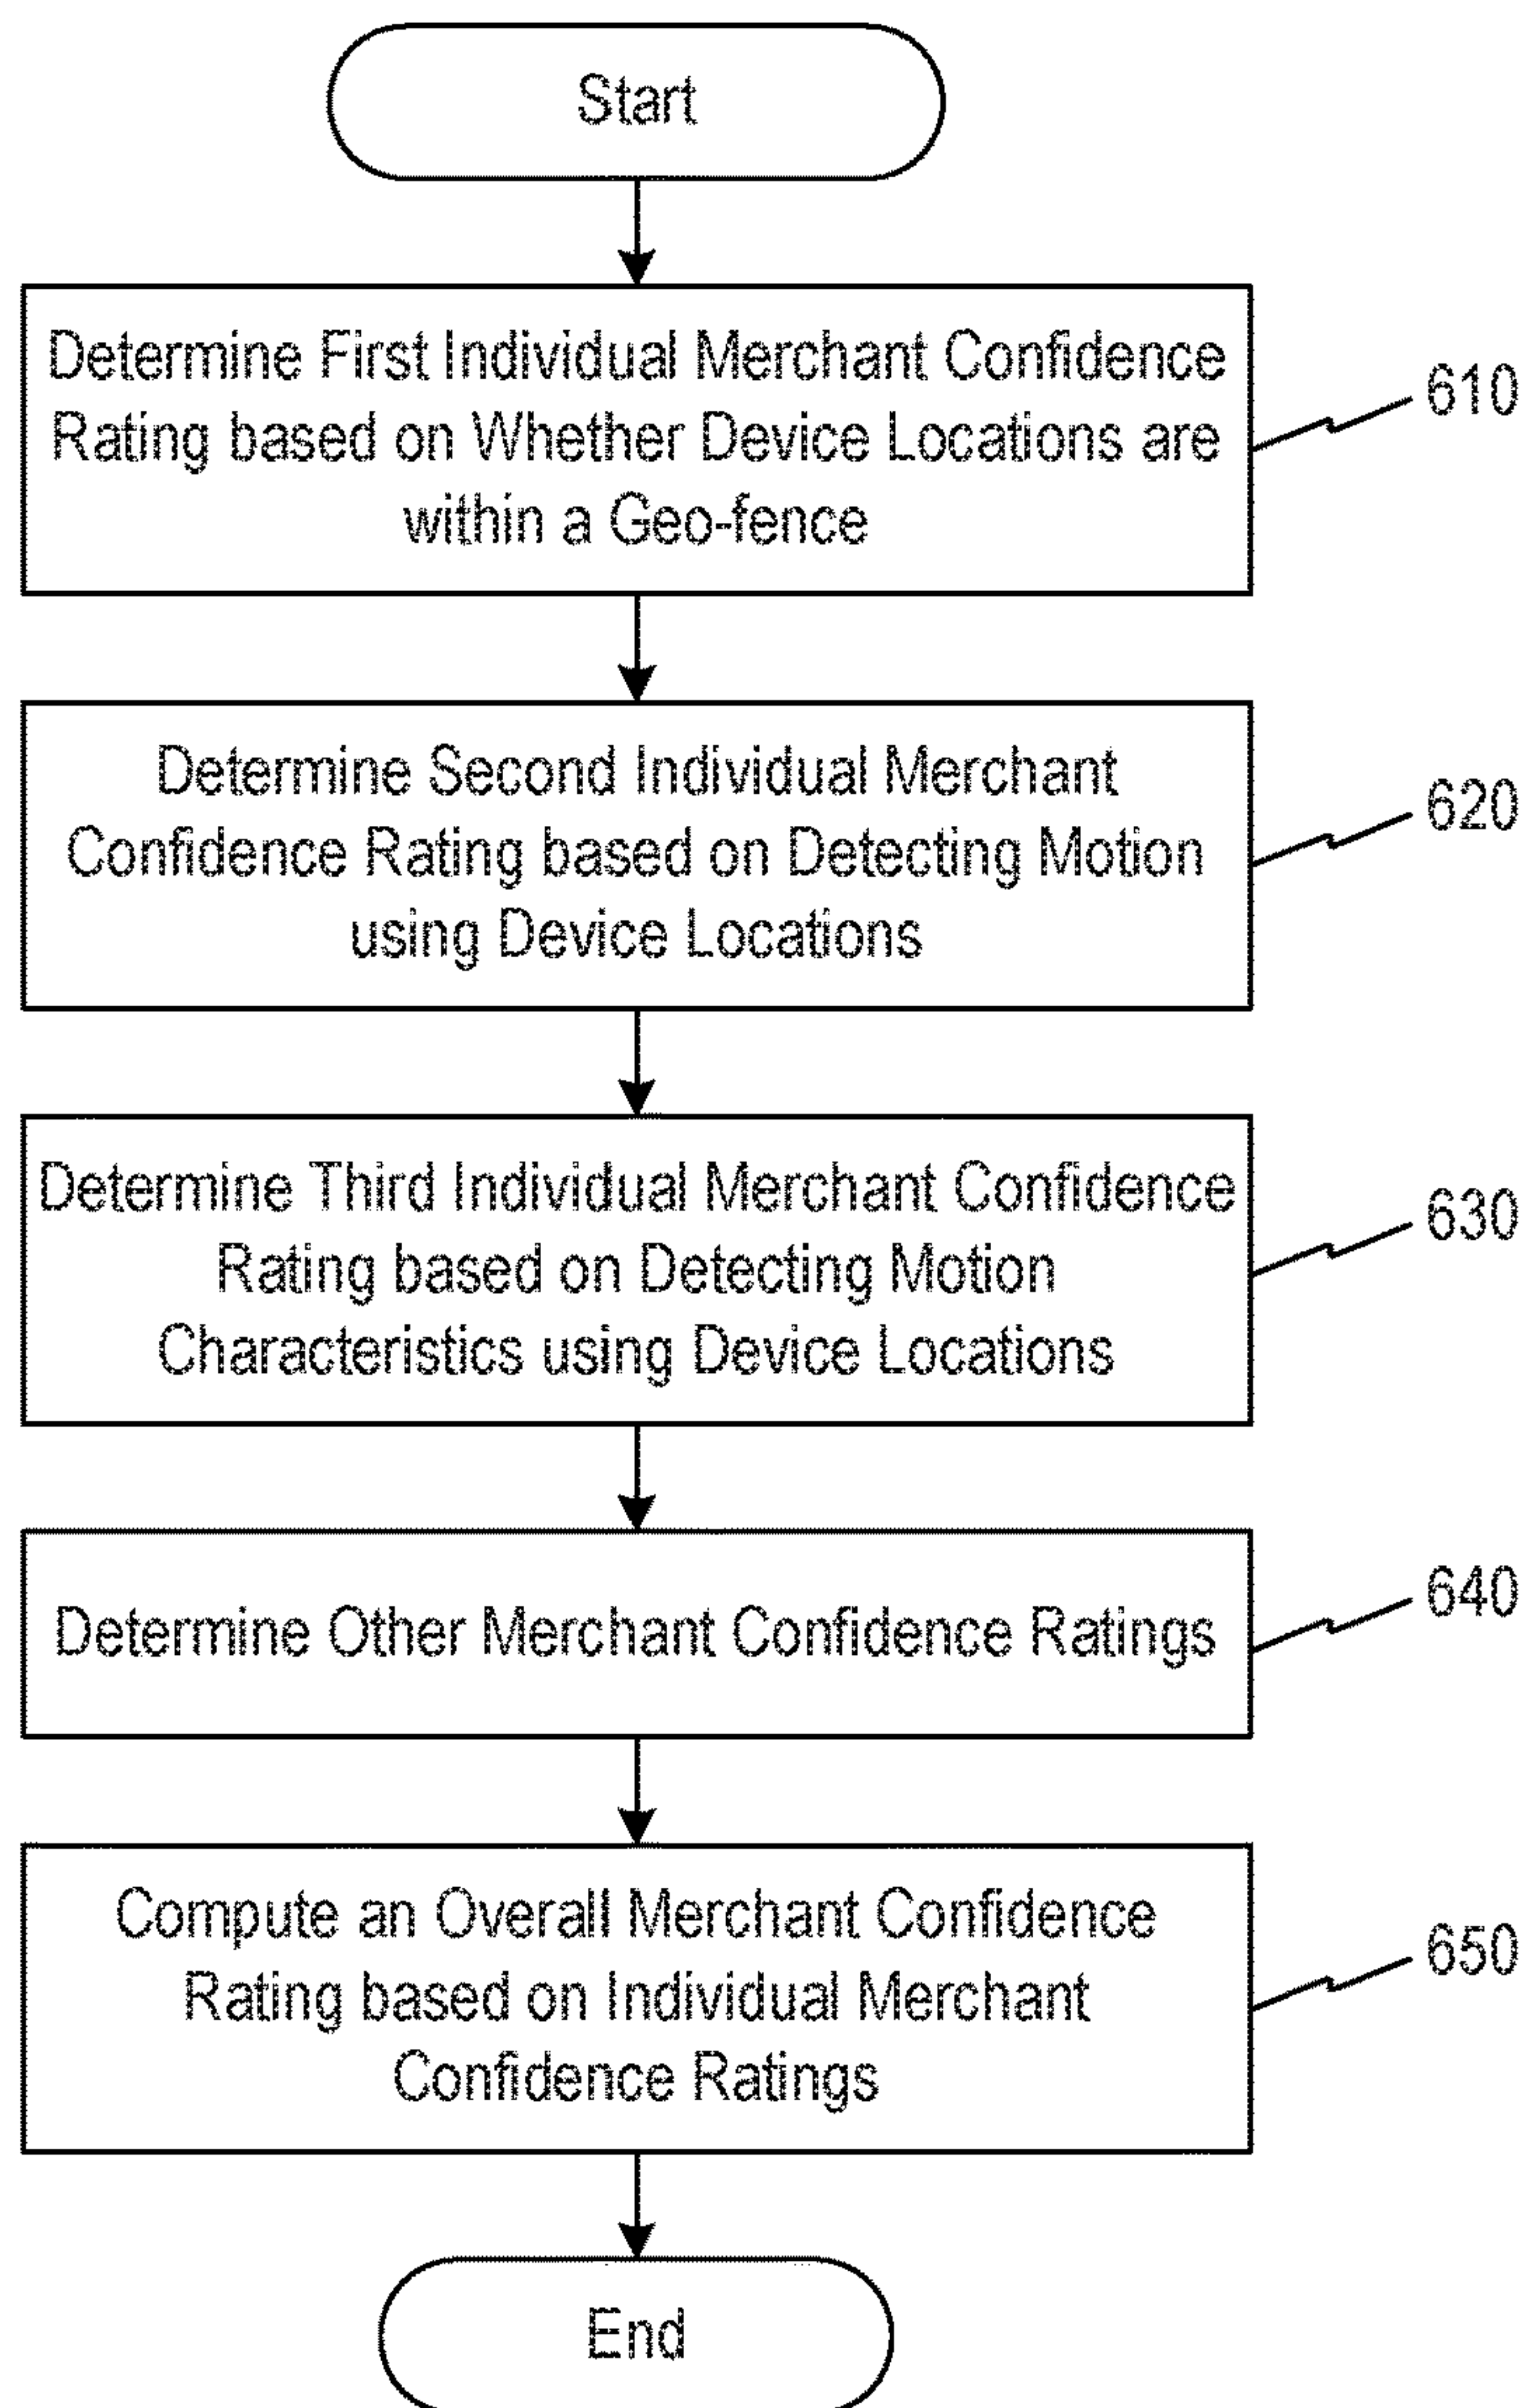 Start
Determine First Individual Merchant Confidence
Rating based on Whether Device Locations are
within a Geo-fence
610
Determine Second Individual Merchant
Confidence Rating based on Detecting Motion
using Device Locations
620
Determine Third Individual Merchant Confidence
Rating based on Detecting Motion
Characteristics using Device Locations
630
Determine Other Merchant Confidence Ratings
640
Compute an Overall Merchant Confidence
Rating based on Individual Merchant
Confidence Ratings
650
End